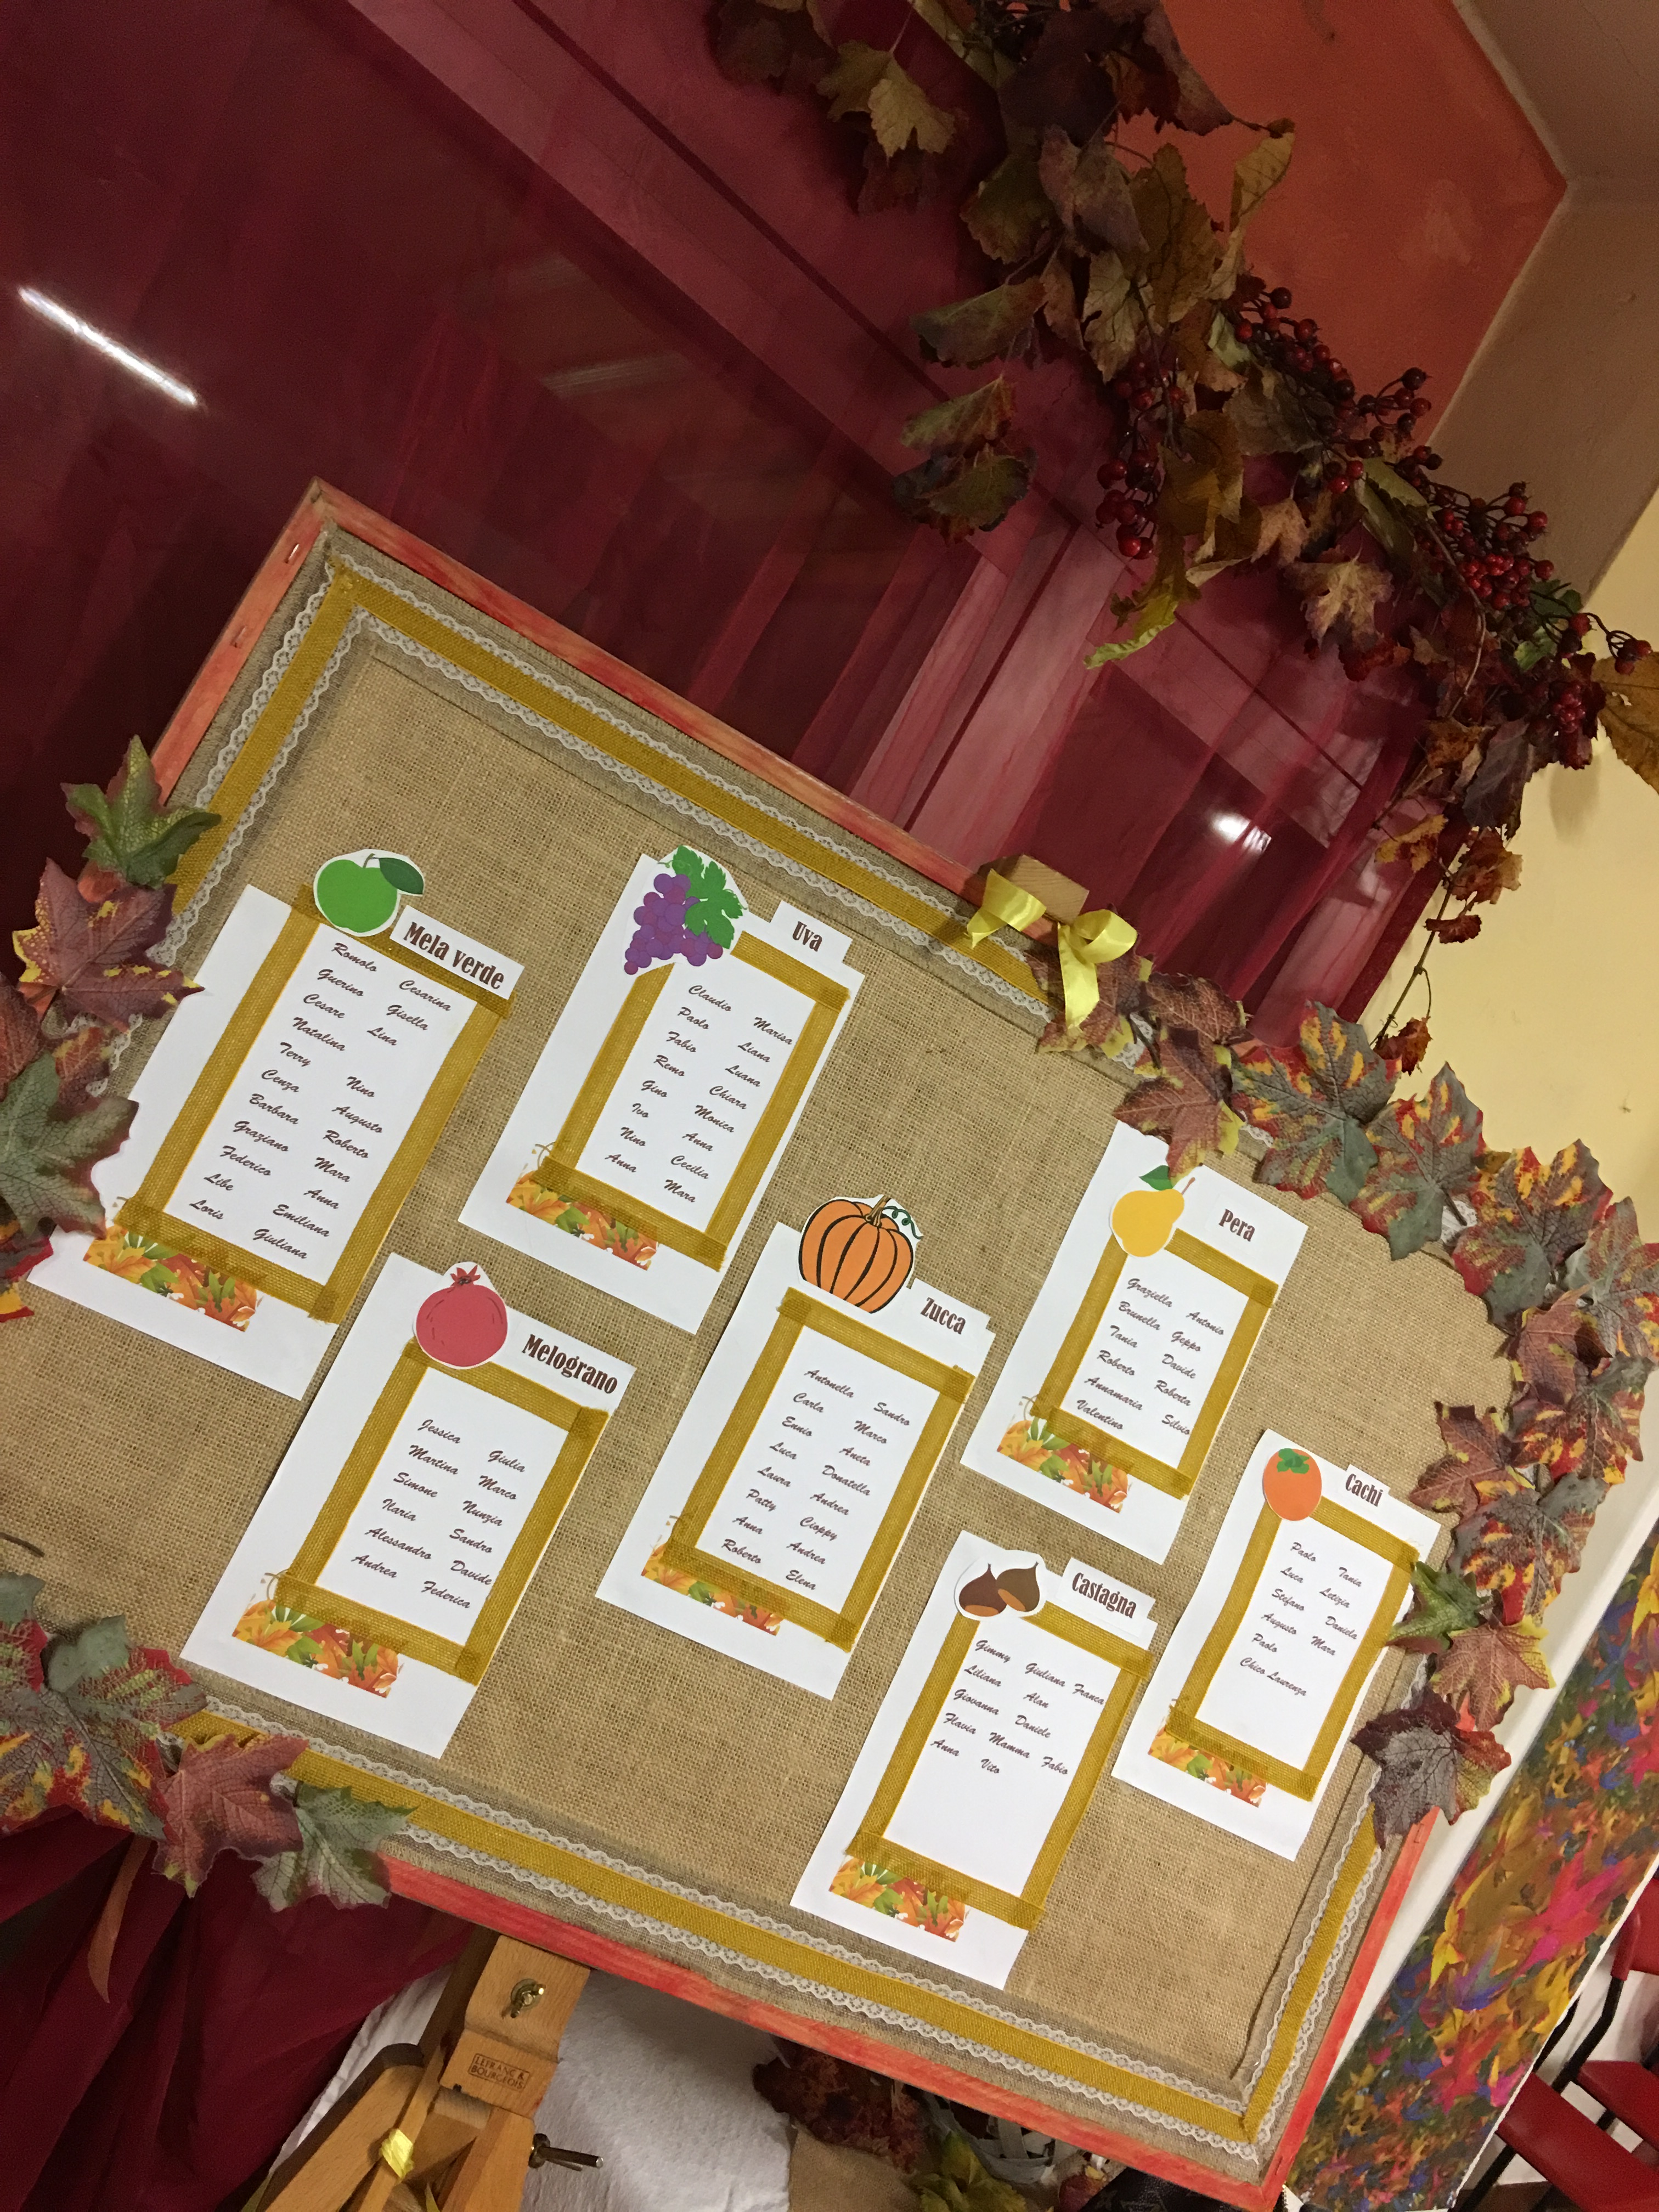 Mela verde
Romolo Cesarina
Guerino Gisella
Cesare Lina
Natalina
Terry Nino
Cenza Augusto
Barbara Roberto
Graziano Mara
Federico Anna
Libe Emiliana
Loris Giuliana
Uva
Claudio Marisa
Paolo Liana
Fabio Luana
Remo Chiara
Gino Monica
Ivo Anna
Nino Cecilia
Anna Mara
Pera
Graziella Antonio
Brunella Geppo
Tania Davide
Roberto Roberta
Annamaria Silvio
Valentino
Melograno
Jessica Giulia
Martina Marco
Simone Nunzia
Ilaria Sandro
Alessandro Davide
Andrea Federica
Zucca
Antonella Sandro
Carla Marco
Ennio Aneta
Luca Donatella
Laura Andrea
Patty Cioppy
Anna Andrea
Roberto Elena
Castagna
Gimmy Giuliana Franca
Liliana Alan
Giovanna Daniele
Flavia Mamma Fabio
Anna Vito
Cachi
Paolo Tania
Luca Letizia
Stefano Daniela
Augusto Mara
Paolo
Chico Laurenza
LEFRANC &
BOURGEOIS